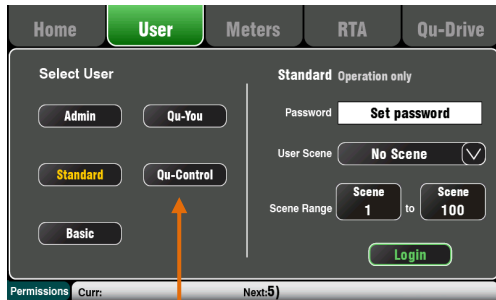 Home User Meters RTA Qu-Drive
Select User
Admin Qu-You
Standard Qu-Control
Basic
Standard Operation only
Password Set password
User Scene No Scene
Scene Range Scene 1 to Scene 100
Login
Permissions Curr: Next:5)